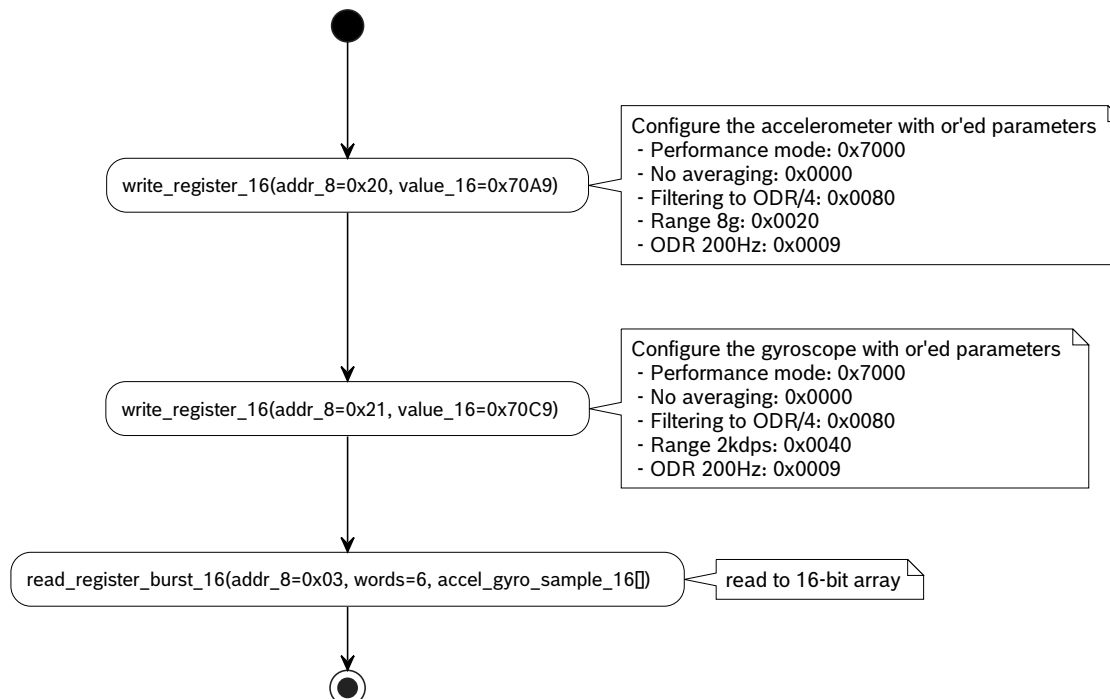 Configure the accelerometer with or'ed parameters
- Performance mode: 0x7000
- No averaging: 0x0000
- Filtering to ODR/4: 0x0080
- Range 8g: 0x0020
- ODR 200Hz: 0x0009
write_register_16(addr_8=0x20, value_16=0x70A9)
Configure the gyroscope with or'ed parameters
- Performance mode: 0x7000
- No averaging: 0x0000
- Filtering to ODR/4: 0x0080
- Range 2kdps: 0x0040
- ODR 200Hz: 0x0009
write_register_16(addr_8=0x21, value_16=0x70C9)
read_register_burst_16(addr_8=0x03, words=6, accel_gyro_sample_16[])
read to 16-bit array